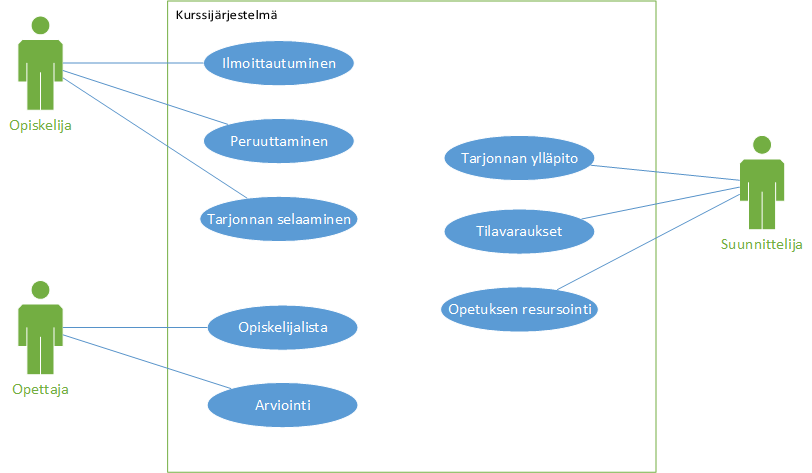 Kurssijärjestelmä
Ilmoittautuminen
Opiskelija
Peruuttaminen
Tarjonnan ylläpito
Tarjonnan selaaminen
Tilavaraukset
Suunnittelija
Opetuksen resursointi
Opiskelijalista
Opettaja
Arviointi